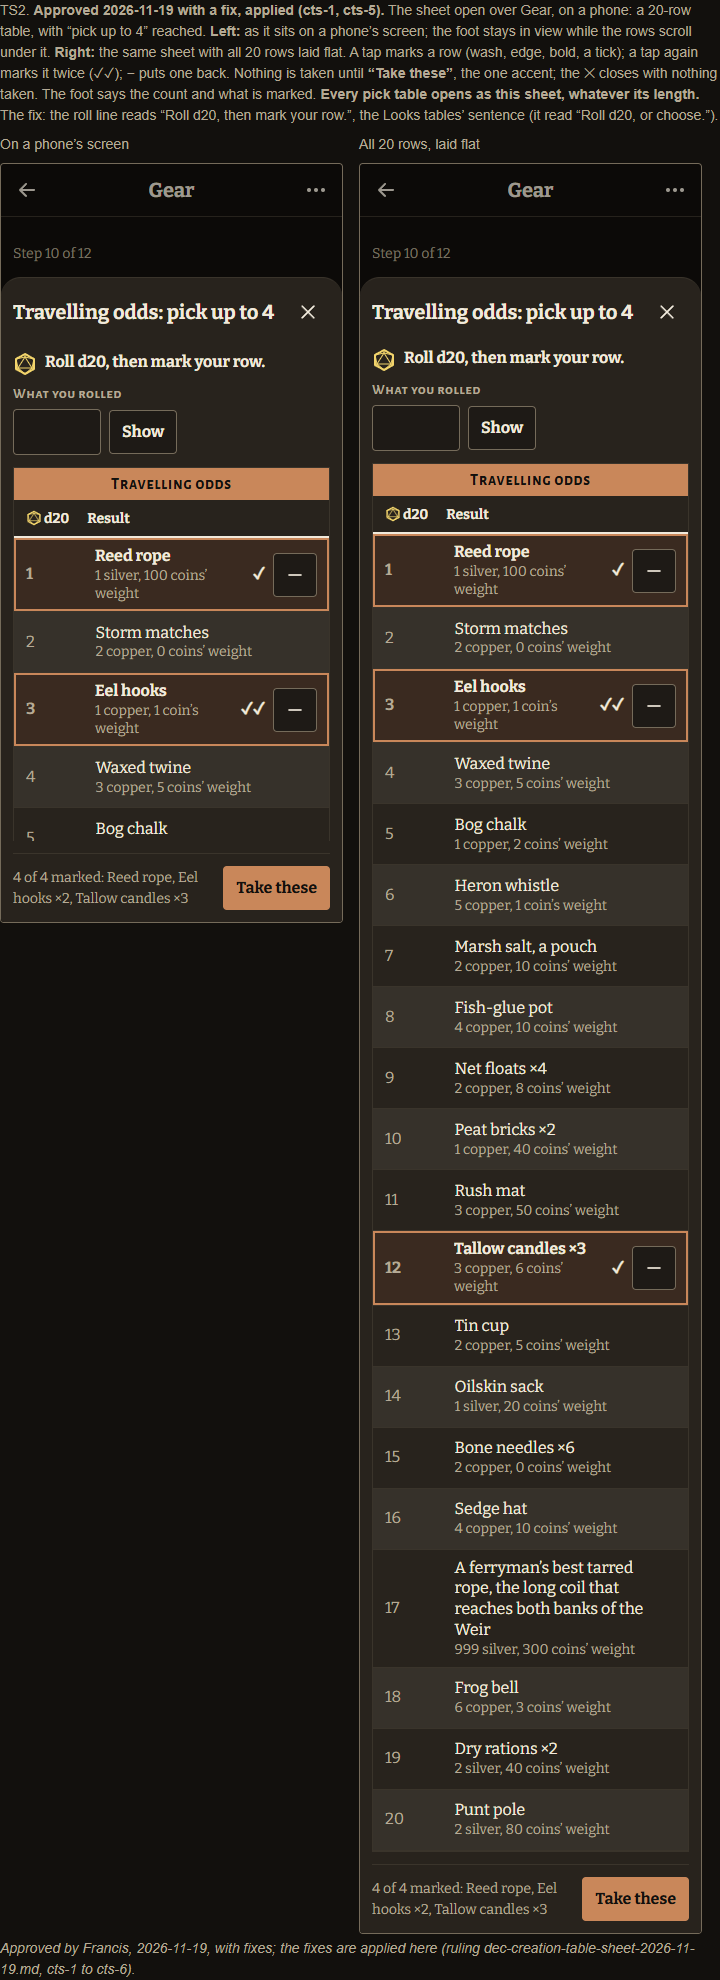 TS2. Approved 2026-11-19 with a fix, applied (cts-1, cts-5). The sheet open over Gear, on a phone: a 20-row
table, with “pick up to 4” reached. Left: as it sits on a phone’s screen; the foot stays in view while the rows scroll
under it. Right: the same sheet with all 20 rows laid flat. A tap marks a row (wash, edge, bold, a tick); a tap again
marks it twice (✓✓); − puts one back. Nothing is taken until “Take these”, the one accent; the ✕ closes with nothing
taken. The foot says the count and what is marked. Every pick table opens as this sheet, whatever its length.
The fix: the roll line reads “Roll d20, then mark your row.”, the Looks tables’ sentence (it read “Roll d20, or choose.”).
On a phone’s screen
← Gear ···
Step 10 of 12
Travelling odds: pick up to 4 ✕
Roll d20, then mark your row.
What you rolled
Show
Travelling odds
d20 Result
1 Reed rope ✓ −
1 silver, 100 coins’
weight
2 Storm matches
2 copper, 0 coins’ weight
3 Eel hooks ✓✓ −
1 copper, 1 coin’s
weight
4 Waxed twine
3 copper, 5 coins’ weight
5 Bog chalk
4 of 4 marked: Reed rope, Eel
hooks ×2, Tallow candles ×3
Take these
All 20 rows, laid flat
← Gear ···
Step 10 of 12
Travelling odds: pick up to 4 ✕
Roll d20, then mark your row.
What you rolled
Show
Travelling odds
d20 Result
1 Reed rope ✓ −
1 silver, 100 coins’
weight
2 Storm matches
2 copper, 0 coins’ weight
3 Eel hooks ✓✓ −
1 copper, 1 coin’s
weight
4 Waxed twine
3 copper, 5 coins’ weight
5 Bog chalk
1 copper, 2 coins’ weight
6 Heron whistle
5 copper, 1 coin’s weight
7 Marsh salt, a pouch
2 copper, 10 coins’ weight
8 Fish-glue pot
4 copper, 10 coins’ weight
9 Net floats ×4
2 copper, 8 coins’ weight
10 Peat bricks ×2
1 copper, 40 coins’ weight
11 Rush mat
3 copper, 50 coins’ weight
12 Tallow candles ×3 ✓ −
3 copper, 6 coins’
weight
13 Tin cup
2 copper, 5 coins’ weight
14 Oilskin sack
1 silver, 20 coins’ weight
15 Bone needles ×6
2 copper, 0 coins’ weight
16 Sedge hat
4 copper, 10 coins’ weight
17 A ferryman’s best tarred
rope, the long coil that
reaches both banks of the
Weir
999 silver, 300 coins’ weight
18 Frog bell
6 copper, 3 coins’ weight
19 Dry rations ×2
2 silver, 40 coins’ weight
20 Punt pole
2 silver, 80 coins’ weight
4 of 4 marked: Reed rope, Eel
hooks ×2, Tallow candles ×3
Take these
Approved by Francis, 2026-11-19, with fixes; the fixes are applied here (ruling dec-creation-table-sheet-2026-11-
19.md, cts-1 to cts-6).